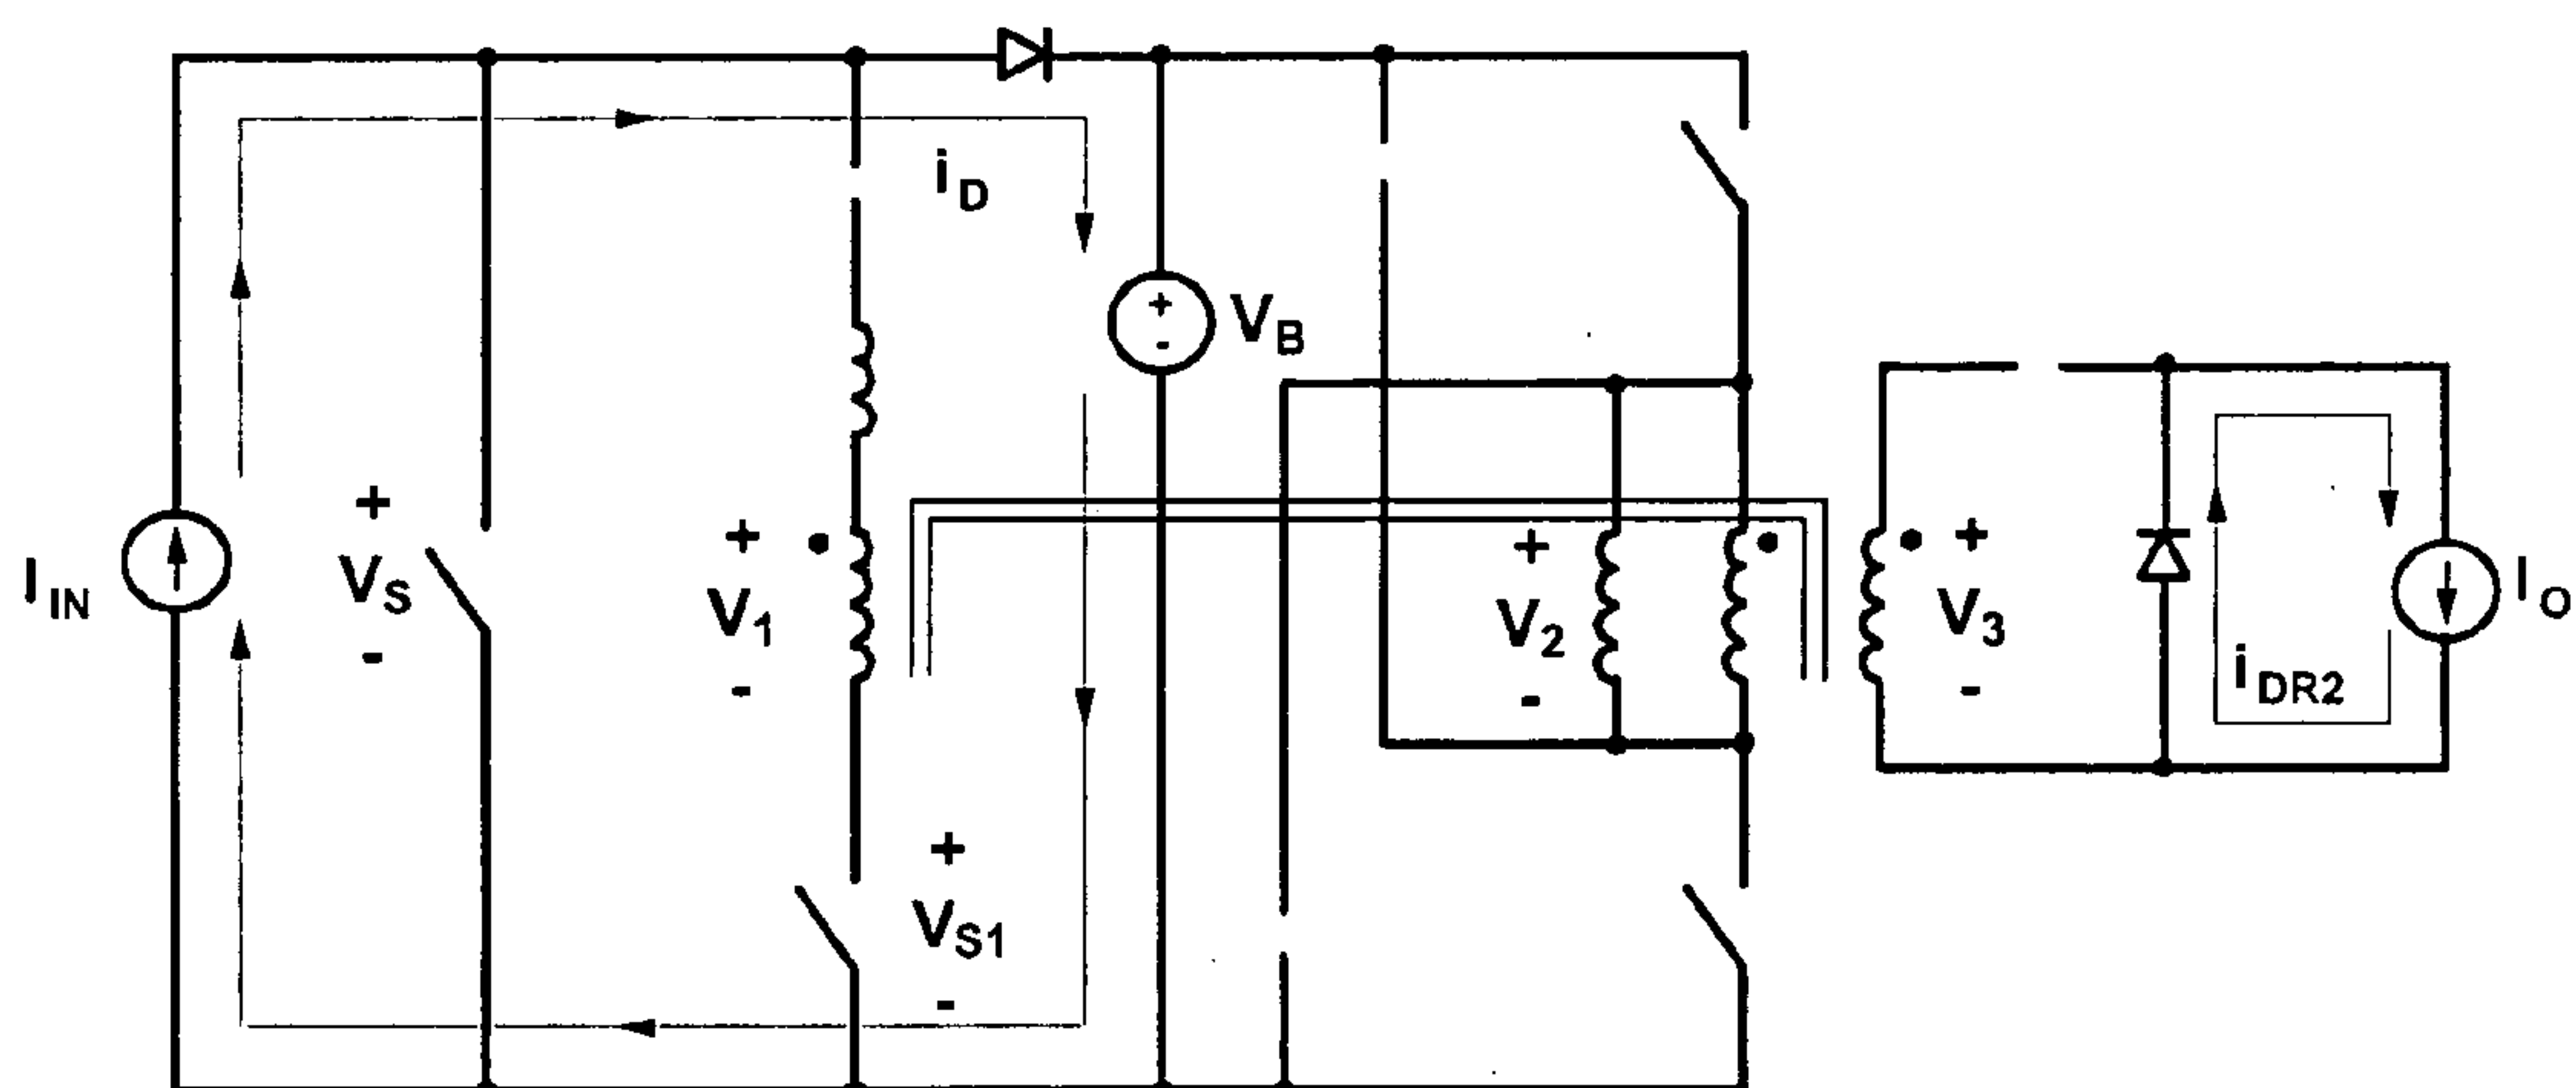 i_D
+
-
V_B
+
V_S
-
I_IN
+
V_1
-
+
V_2
-
+
V_3
-
I_O
i_DR2
+
V_S1
-